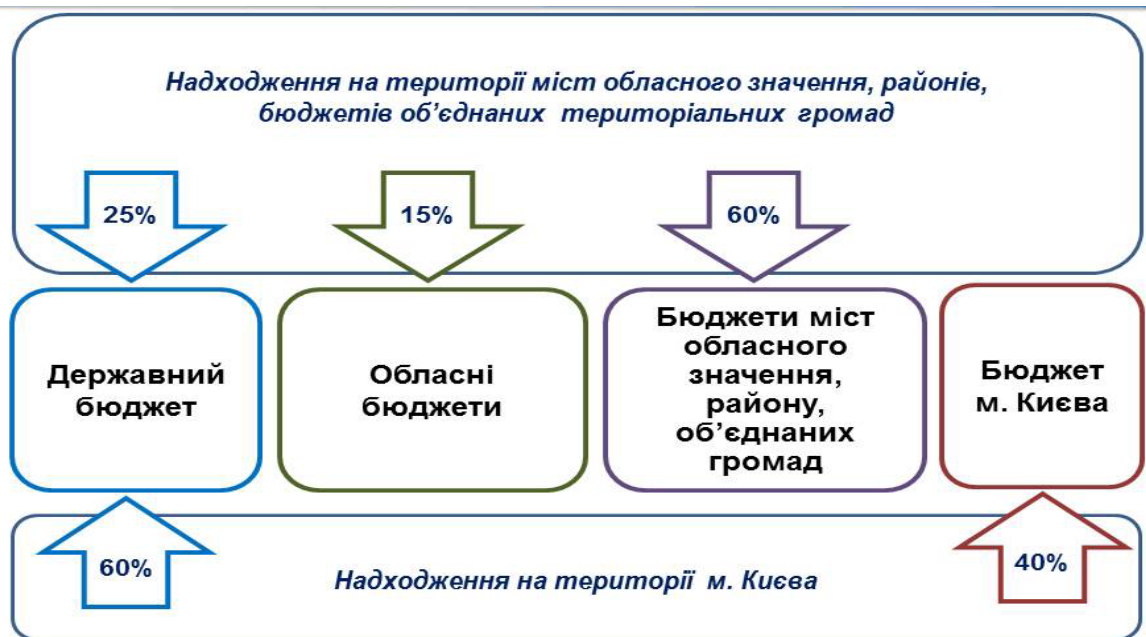 Надходження на території міст обласного значення, районів,
бюджетів об’єднаних територіальних громад
25%
15%
60%
Державний
бюджет
Обласні
бюджети
Бюджети міст
обласного
значення,
району,
об’єднаних
громад
Бюджет
м. Києва
60%
Надходження на території м. Києва
40%